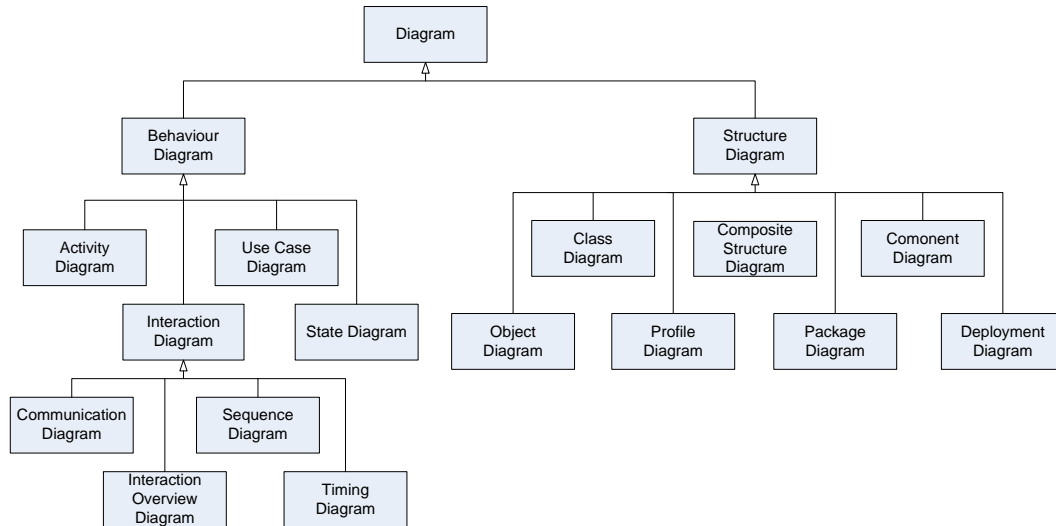 Diagram
Behaviour
Diagram
Structure
Diagram
Activity
Diagram
Use Case
Diagram
Class
Diagram
Composite
Structure
Diagram
Comonent
Diagram
Interaction
Diagram
State Diagram
Object
Diagram
Profile
Diagram
Package
Diagram
Deployment
Diagram
Communication
Diagram
Sequence
Diagram
Interaction
Overview
Diagram
Timing
Diagram